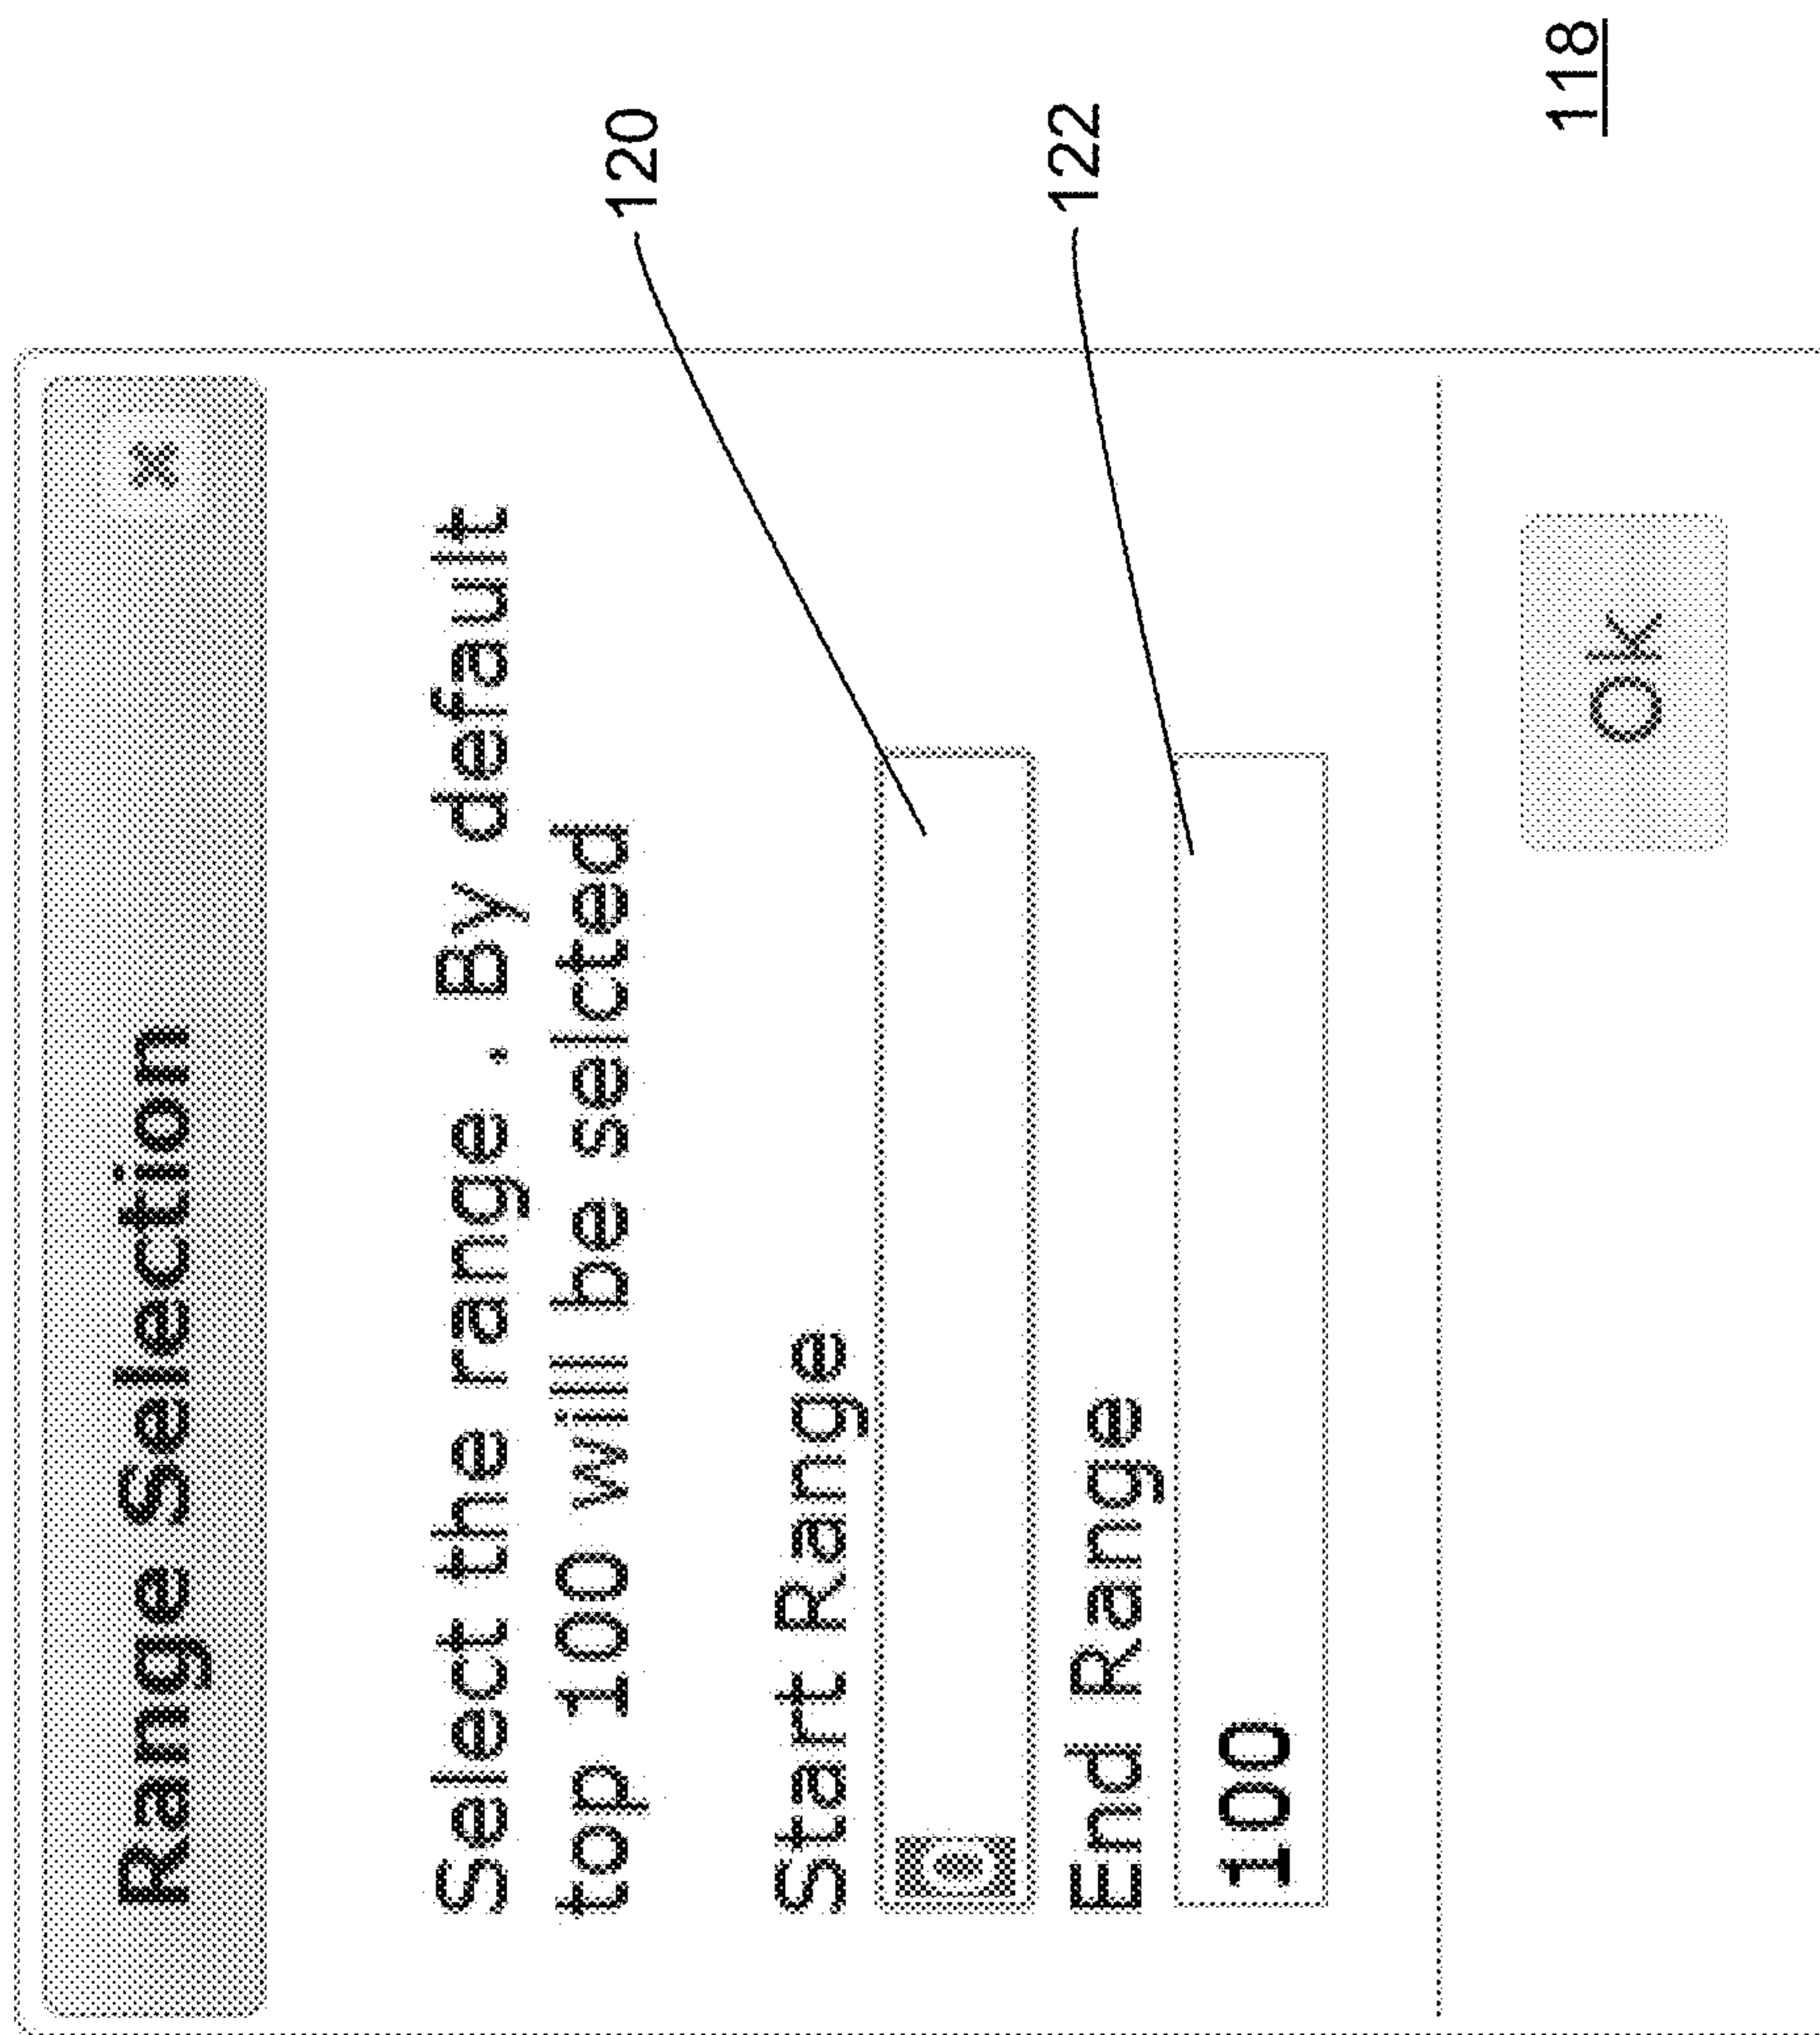 Range Selection x
Select the range . By default
top 100 will be selcted
120
Start Range
0
122
End Range
100
Ok
118